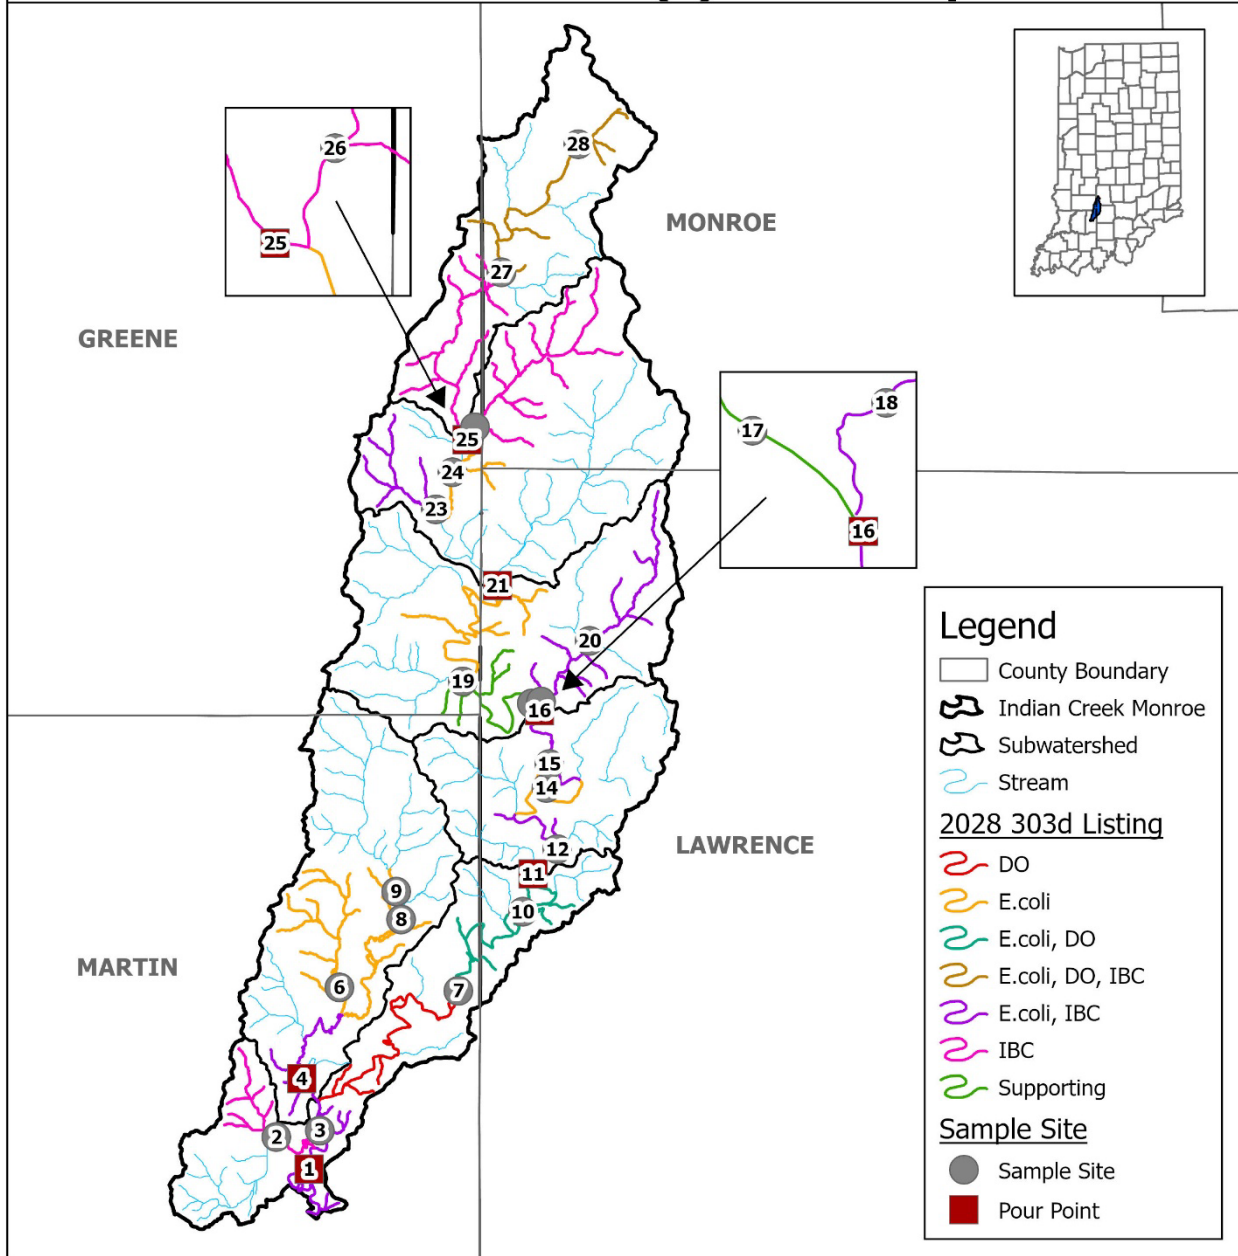 28
26
MONROE
25
27
GREENE
18
17
25
24
16
23
21
20
19
16
15
14
12
LAWRENCE
11
9
10
8
MARTIN
6
7
4
3
2
1
Legend
County Boundary
Indian Creek Monroe
Subwatershed
Stream
2028 303d Listing
DO
E.coli
E.coli, DO
E.coli, DO, IBC
E.coli, IBC
IBC
Supporting
Sample Site
Sample Site
Pour Point